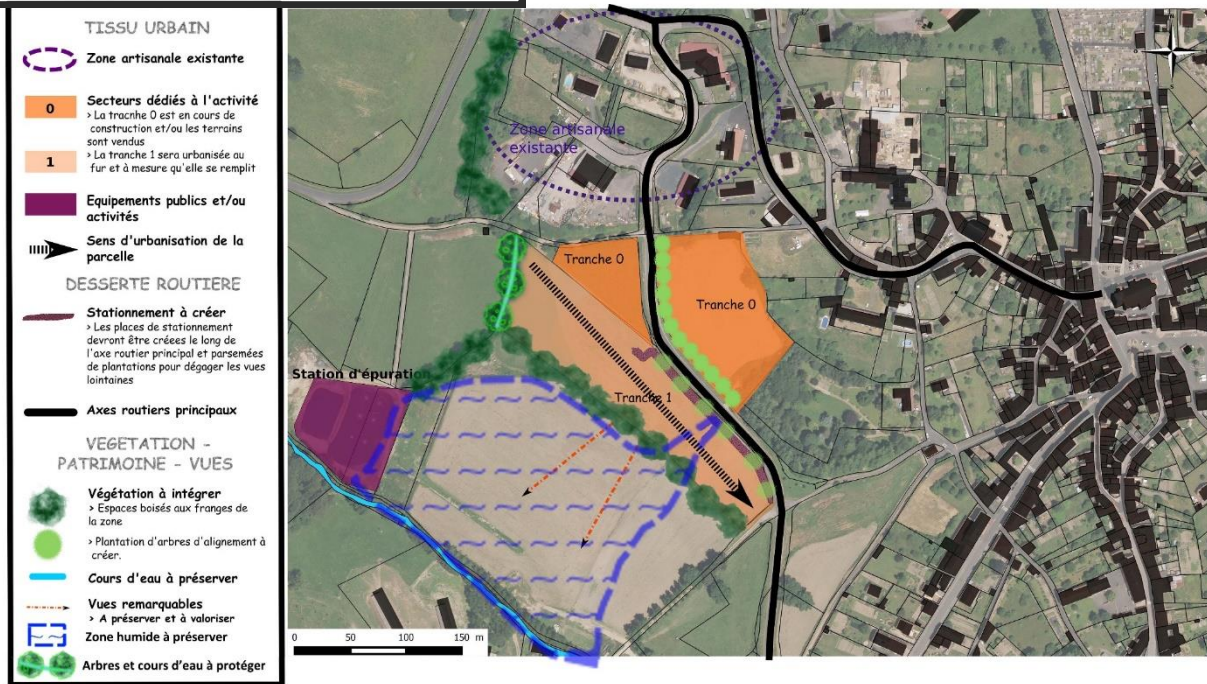 TISSU URBAIN
Zone artisanale existante
0
Secteurs dédiés à l'activité
> La tracnhe 0 est en cours de
construction et/ou les terrains
sont vendus
1
> La tranche 1 sera urbanisée au
fur et à mesure qu'elle se remplit
Equipements publics et/ou
activités
Sens d'urbanisation de la
parcelle
DESSERTE ROUTIERE
Stationnement à créer
> Les places de stationnement
devront être créees le long de
l'axe routier principal et parsemées
de plantations pour dégager les vues
lointaines
Axes routiers principaux
VEGETATION -
PATRIMOINE - VUES
Végétation à intégrer
> Espaces boisés aux franges de
la zone
> Plantation d'arbres d'alignement à
créer.
Cours d'eau à préserver
Vues remarquables
> A préserver et à valoriser
Zone humide à préserver
Arbres et cours d'eau à protéger
Zone artisanale
existante
Tranche 0
Tranche 0
Station d'épuration
Tranche 1
0 50 100 150 m